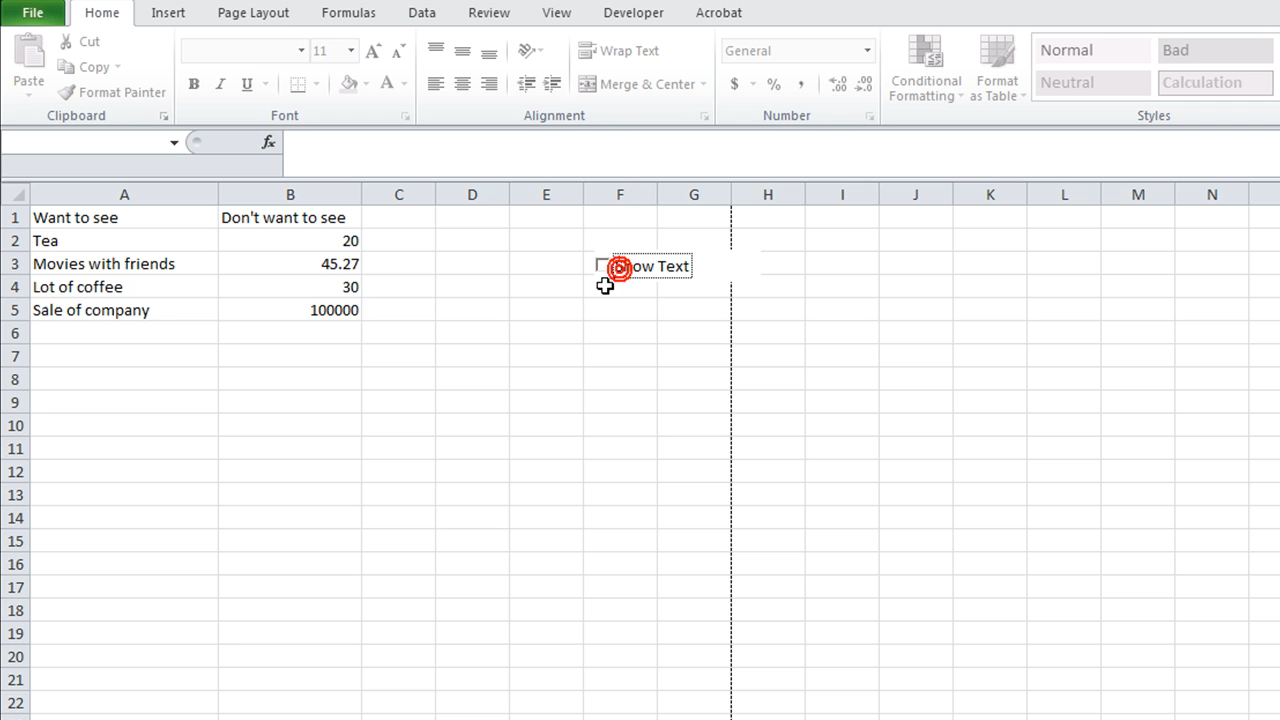 File Home Insert Page Layout Formulas Data Review View Developer Acrobat
Cut
Copy
Format Painter
Paste
11
B I U
A
Wrap Text
Merge & Center
General
$ % ,
Conditional Formatting
Format as Table
Normal Bad
Neutral Calculation
Clipboard Font Alignment Number Styles
fx
A B C D E F G H I J K L M N
1 Want to see Don't want to see
2 Tea 20
3 Movies with friends 45.27 Text
4 Lot of coffee 30
5 Sale of company 100000
6
7
8
9
10
11
12
13
14
15
16
17
18
19
20
21
22